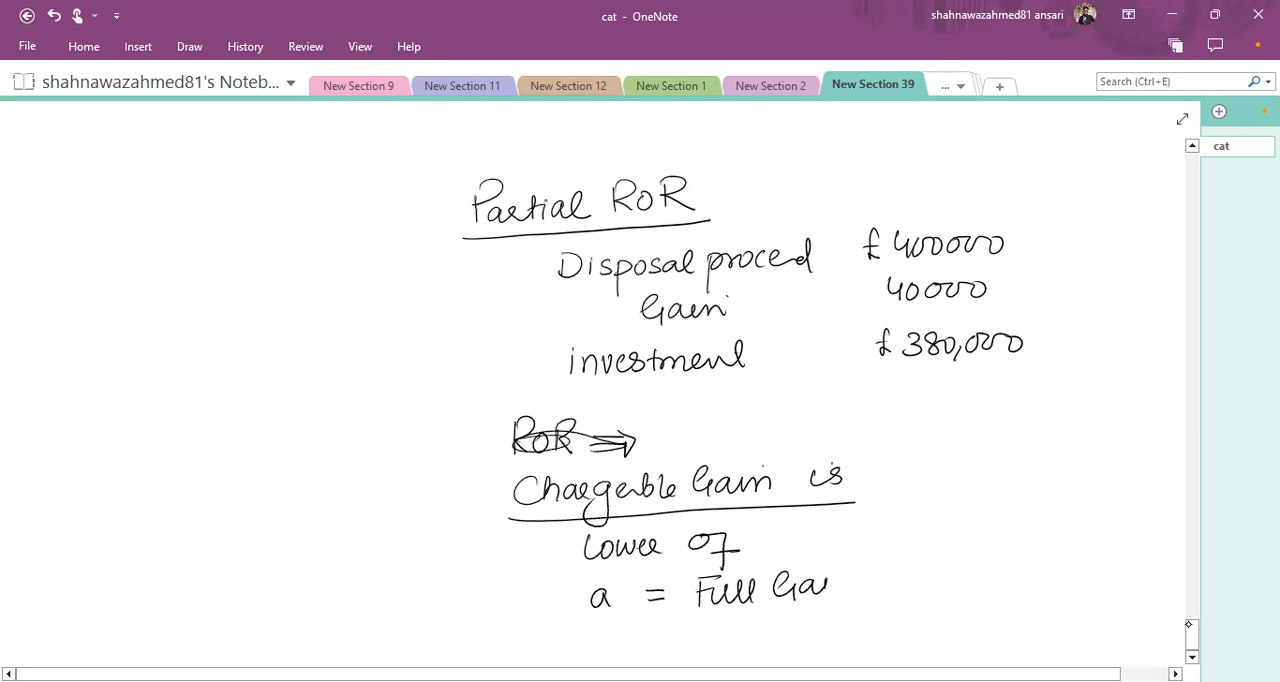 cat - OneNote
shahnawazahmed81 ansari
File Home Insert Draw History Review View Help
shahnawazahmed81's Noteb...
New Section 9 New Section 11 New Section 12 New Section 1 New Section 2 New Section 39 ...
Search (Ctrl+E)
cat
Partial RoR
Disposal proced £400000
Gain 40000
investment £380,000
RoR ⇒
Chargerble Gain is
Lower of
a = Full Gai